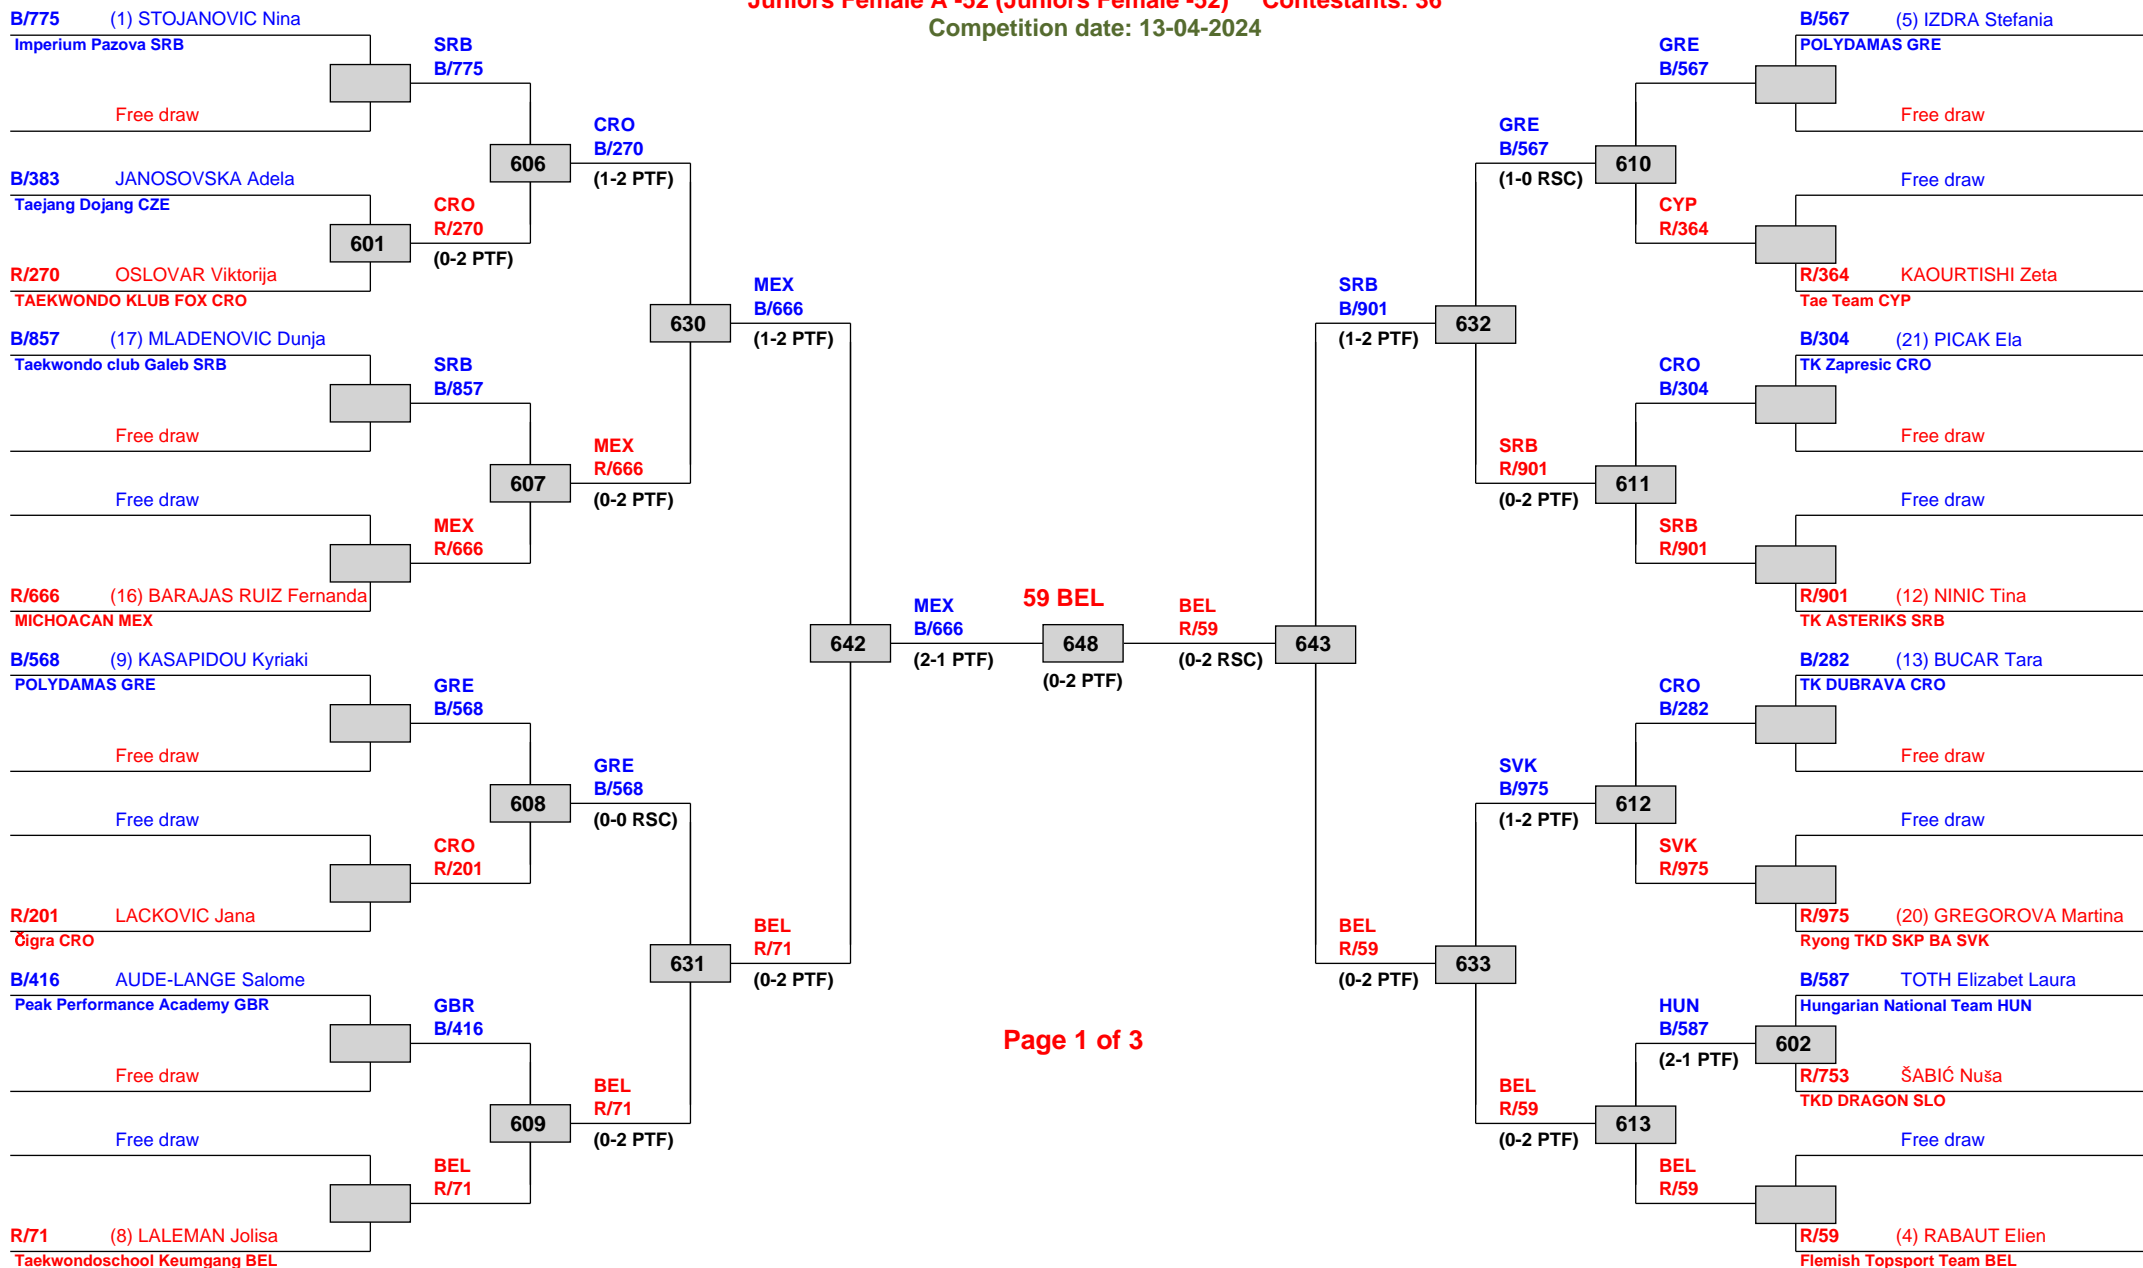 Juniors Female A -52 (Juniors Female -52) Contestants: 36
Competition date: 13-04-2024
B/775 (1) STOJANOVIC Nina
Imperium Pazova SRB
Free draw
B/383 JANOSOVSKA Adela
Taejang Dojang CZE
R/270 OSLOVAR Viktorija
TAEKWONDO KLUB FOX CRO
B/857 (17) MLADENOVIC Dunja
Taekwondo club Galeb SRB
Free draw
Free draw
R/666 (16) BARAJAS RUIZ Fernanda
MICHOACAN MEX
B/568 (9) KASAPIDOU Kyriaki
POLYDAMAS GRE
Free draw
Free draw
R/201 LACKOVIC Jana
Čigra CRO
B/416 AUDE-LANGE Salome
Peak Performance Academy GBR
Free draw
Free draw
R/71 (8) LALEMAN Jolisa
Taekwondoschool Keumgang BEL
601
SRB
B/775
CRO
R/270
(0-2 PTF)
SRB
B/857
MEX
R/666
GRE
B/568
CRO
R/201
GBR
B/416
BEL
R/71
606
607
608
609
CRO
B/270
(1-2 PTF)
MEX
R/666
(0-2 PTF)
GRE
B/568
(0-0 RSC)
BEL
R/71
(0-2 PTF)
630
631
MEX
B/666
(1-2 PTF)
BEL
R/71
(0-2 PTF)
642
MEX
B/666
(2-1 PTF)
59 BEL
648
(0-2 PTF)
Page 1 of 3
BEL
R/59
(0-2 RSC)
643
SRB
B/901
(1-2 PTF)
BEL
R/59
(0-2 PTF)
632
633
GRE
B/567
(1-0 RSC)
SRB
R/901
(0-2 PTF)
SVK
B/975
(1-2 PTF)
BEL
R/59
(0-2 PTF)
610
611
612
613
GRE
B/567
CYP
R/364
CRO
B/304
SRB
R/901
CRO
B/282
SVK
R/975
HUN
B/587
(2-1 PTF)
BEL
R/59
602
B/567 (5) IZDRA Stefania
POLYDAMAS GRE
Free draw
Free draw
R/364 KAOURTISHI Zeta
Tae Team CYP
B/304 (21) PICAK Ela
TK Zapresic CRO
Free draw
Free draw
R/901 (12) NINIC Tina
TK ASTERIKS SRB
B/282 (13) BUCAR Tara
TK DUBRAVA CRO
Free draw
Free draw
R/975 (20) GREGOROVA Martina
Ryong TKD SKP BA SVK
B/587 TOTH Elizabet Laura
Hungarian National Team HUN
R/753 ŠABIĆ Nuša
TKD DRAGON SLO
Free draw
R/59 (4) RABAUT Elien
Flemish Topsport Team BEL